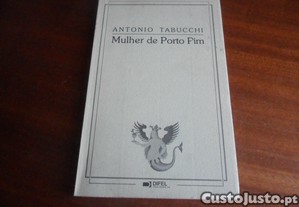 ANTONIO TABUCCHI
Mulher de Porto Pim
DIFEL
CustoJusto.pt